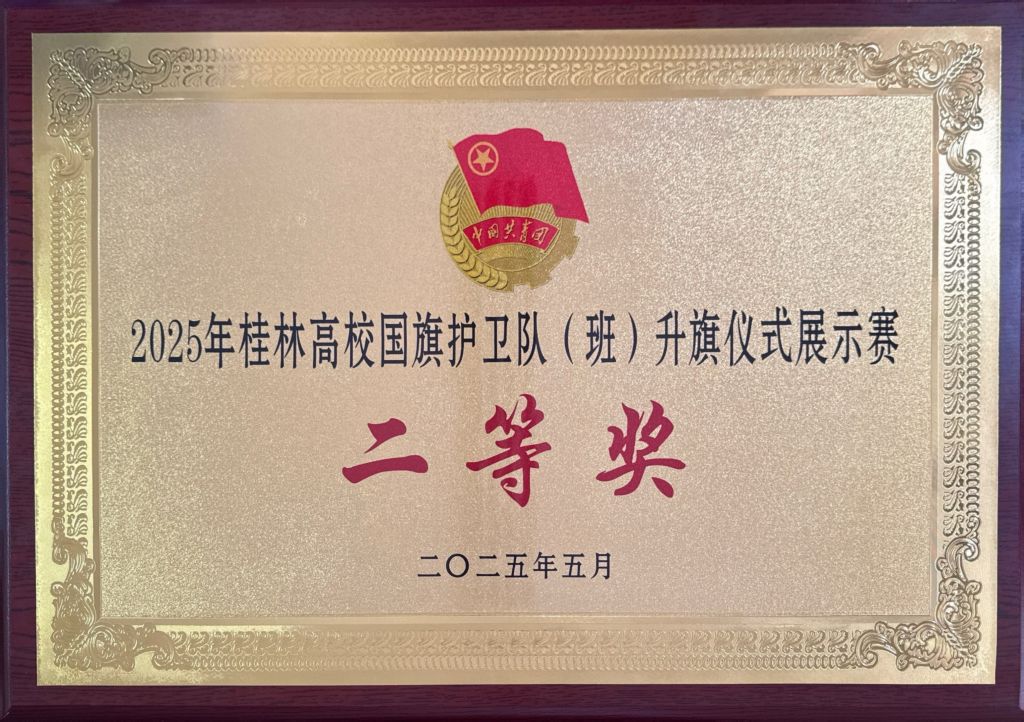 中国共青团
2025年桂林高校国旗护卫队（班）升旗仪式展示赛
二等奖
二〇二五年五月